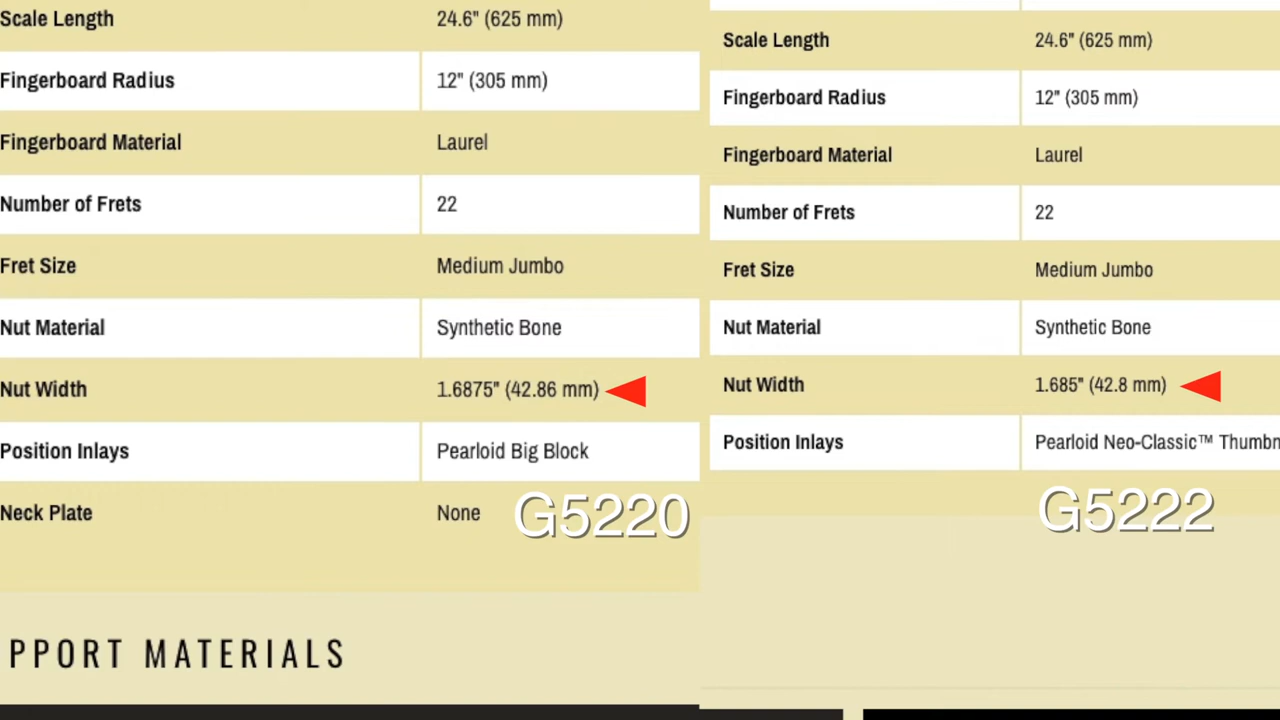 Scale Length 24.6" (625 mm)
Fingerboard Radius 12" (305 mm)
Fingerboard Material Laurel
Number of Frets 22
Fret Size Medium Jumbo
Nut Material Synthetic Bone
Nut Width 1.6875" (42.86 mm)
Position Inlays Pearloid Big Block
Neck Plate None
G5220
PPORT MATERIALS
Scale Length 24.6" (625 mm)
Fingerboard Radius 12" (305 mm)
Fingerboard Material Laurel
Number of Frets 22
Fret Size Medium Jumbo
Nut Material Synthetic Bone
Nut Width 1.685" (42.8 mm)
Position Inlays Pearloid Neo-Classic™ Thumbn
G5222